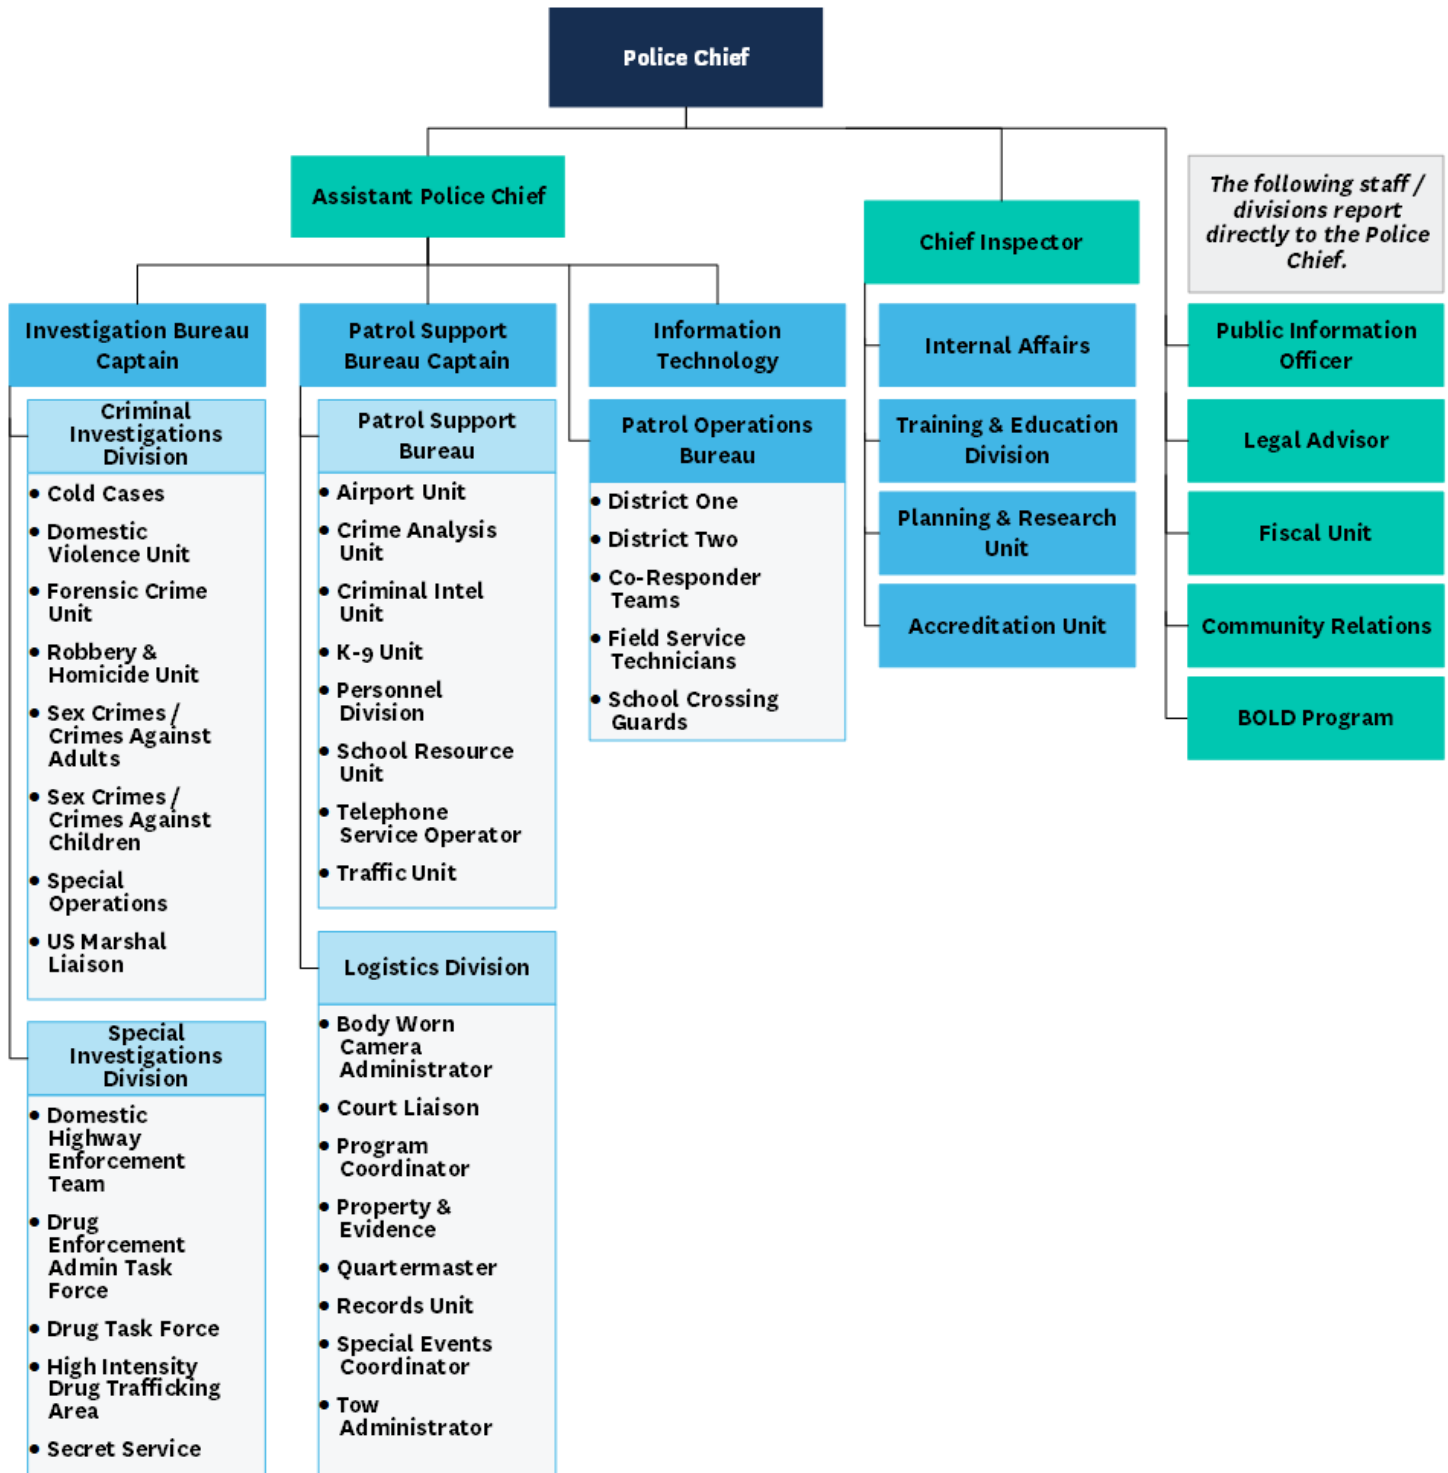 Police Chief
Assistant Police Chief
Chief Inspector
The following staff /
divisions report
directly to the Police
Chief.
Investigation Bureau
Captain
Criminal
Investigations
Division
• Cold Cases
• Domestic
Violence Unit
• Forensic Crime
Unit
• Robbery &
Homicide Unit
• Sex Crimes /
Crimes Against
Adults
• Sex Crimes /
Crimes Against
Children
• Special
Operations
• US Marshal
Liaison
Special
Investigations
Division
• Domestic
Highway
Enforcement
Team
• Drug
Enforcement
Admin Task
Force
• Drug Task Force
• High Intensity
Drug Trafficking
Area
• Secret Service
Patrol Support
Bureau Captain
Patrol Support
Bureau
• Airport Unit
• Crime Analysis
Unit
• Criminal Intel
Unit
• K-9 Unit
• Personnel
Division
• School Resource
Unit
• Telephone
Service Operator
• Traffic Unit
Logistics Division
• Body Worn
Camera
Administrator
• Court Liaison
• Program
Coordinator
• Property &
Evidence
• Quartermaster
• Records Unit
• Special Events
Coordinator
• Tow
Administrator
Information
Technology
Patrol Operations
Bureau
• District One
• District Two
• Co-Responder
Teams
• Field Service
Technicians
• School Crossing
Guards
Internal Affairs
Training & Education
Division
Planning & Research
Unit
Accreditation Unit
Public Information
Officer
Legal Advisor
Fiscal Unit
Community Relations
BOLD Program